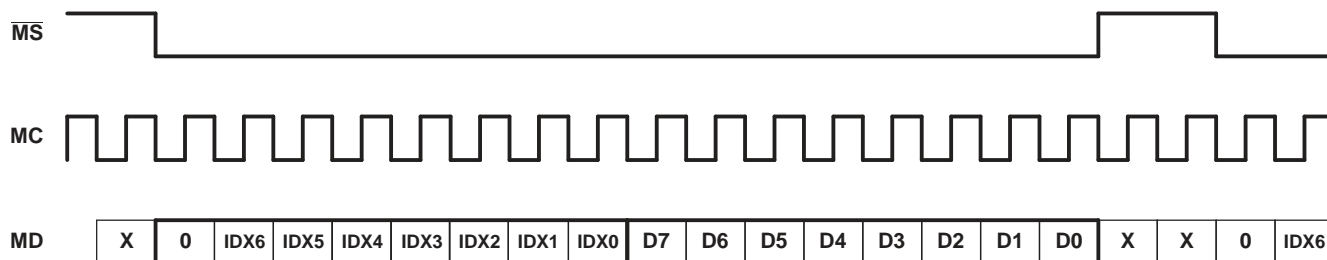 MS
MC
MD X 0 IDX6 IDX5 IDX4 IDX3 IDX2 IDX1 IDX0 D7 D6 D5 D4 D3 D2 D1 D0 X X 0 IDX6